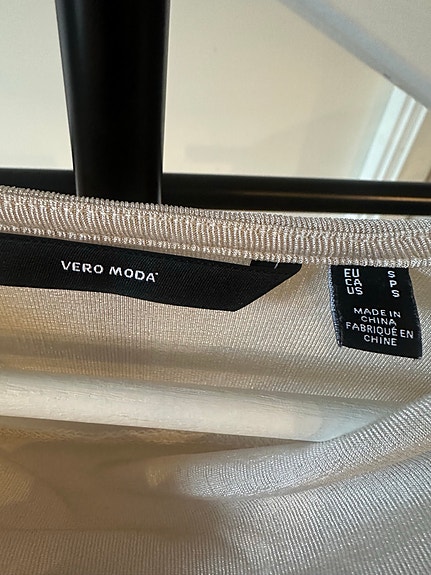 VERO MODA
EU S
CA P
US S
MADE IN
CHINA
FABRIQUÉ EN
CHINE